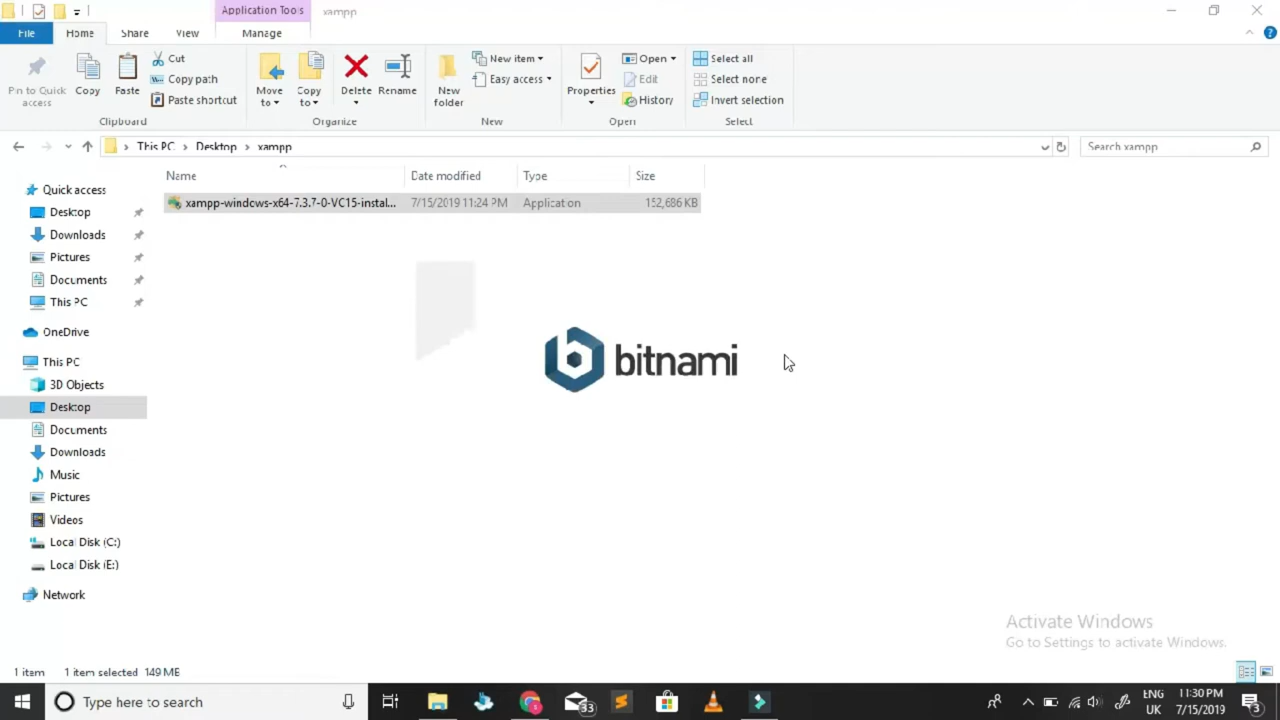 Application Tools
xampp
File
Home
Share
View
Manage
Pin to Quick access
Copy
Paste
Cut
Copy path
Paste shortcut
Move to
Copy to
Delete
Rename
New folder
New item
Easy access
Properties
Open
Edit
History
Select all
Select none
Invert selection
Clipboard
Organize
New
Open
Select
This PC
Desktop
xampp
Search xampp
Name
Date modified
Type
Size
xampp-windows-x64-7.3.7-0-VC15-instal...
7/15/2019 11:24 PM
Application
152,686 KB
Quick access
Desktop
Downloads
Pictures
Documents
This PC
OneDrive
This PC
3D Objects
Desktop
Documents
Downloads
Music
Pictures
Videos
Local Disk (C:)
Local Disk (E:)
Network
bitnami
Activate Windows
Go to Settings to activate Windows.
1 item
1 item selected
149 MB
Type here to search
33
ENG
UK
11:30 PM
7/15/2019
3